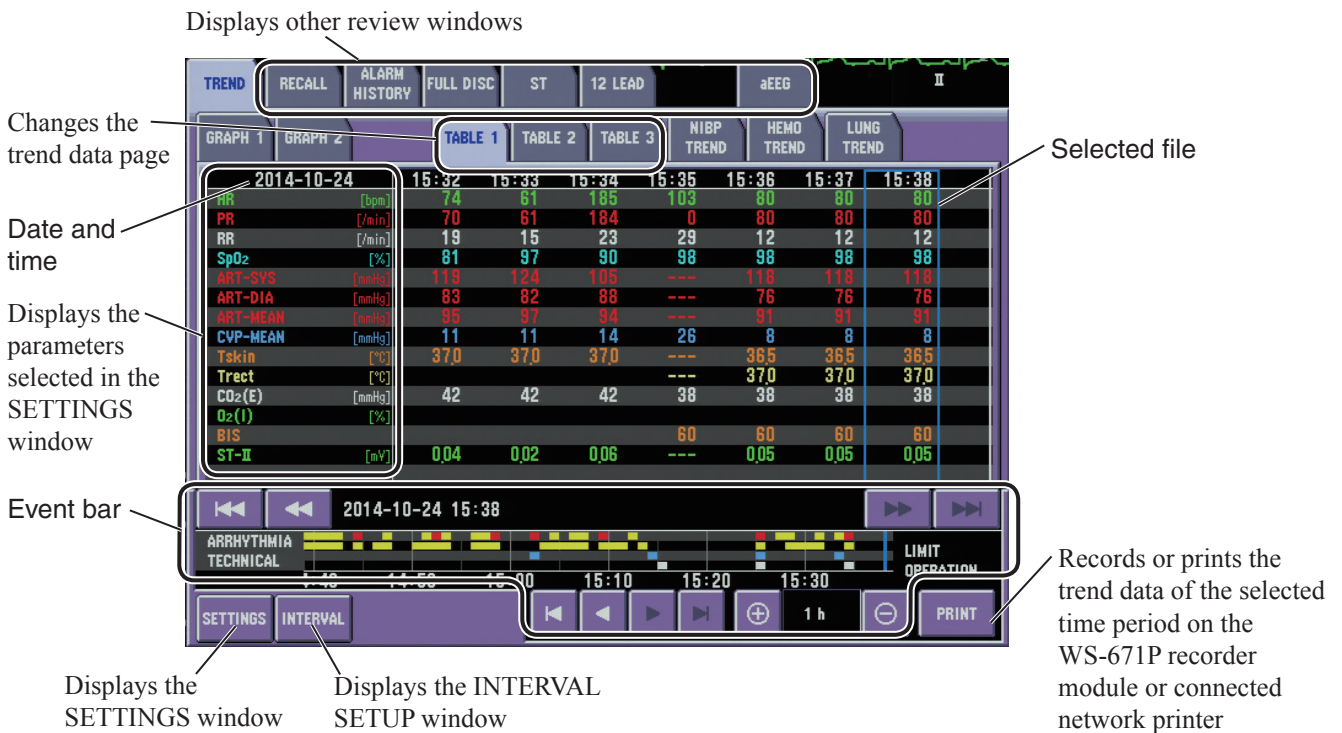 Displays other review windows
TREND RECALL ALARM HISTORY FULL DISC ST 12 LEAD aEEG II
Changes the
trend data page
GRAPH 1 GRAPH 2 TABLE 1 TABLE 2 TABLE 3 NIBP TREND HEMO TREND LUNG TREND
Selected file
Date and
time
Displays the
parameters
selected in the
SETTINGS
window
2014-10-24 15:32 15:33 15:34 15:35 15:36 15:37 15:38
HR [bpm] 74 61 185 103 80 80 80
PR [/min] 70 61 184 0 80 80 80
RR [/min] 19 15 23 29 12 12 12
SpO2 [%] 81 97 90 98 98 98 98
ART-SYS [mmHg] 119 124 105 --- 118 118 118
ART-DIA [mmHg] 83 82 88 --- 76 76 76
ART-MEAN [mmHg] 95 97 94 --- 91 91 91
CVP-MEAN [mmHg] 11 11 14 26 8 8 8
Tskin [°C] 37.0 37.0 37.0 --- 36.5 36.5 36.5
Trect [°C] --- 37.0 37.0 37.0
CO2(E) [mmHg] 42 42 42 38 38 38 38
O2(I) [%]
BIS 60 60 60 60
ST-II [mV] 0.04 0.02 0.06 --- 0.05 0.05 0.05
Event bar
2014-10-24 15:38
ARRHYTHMIA
TECHNICAL
LIMIT
OPERATION
15:10 15:20 15:30
SETTINGS INTERVAL 1 h PRINT
Displays the
SETTINGS window
Displays the INTERVAL
SETUP window
Records or prints the
trend data of the selected
time period on the
WS-671P recorder
module or connected
network printer